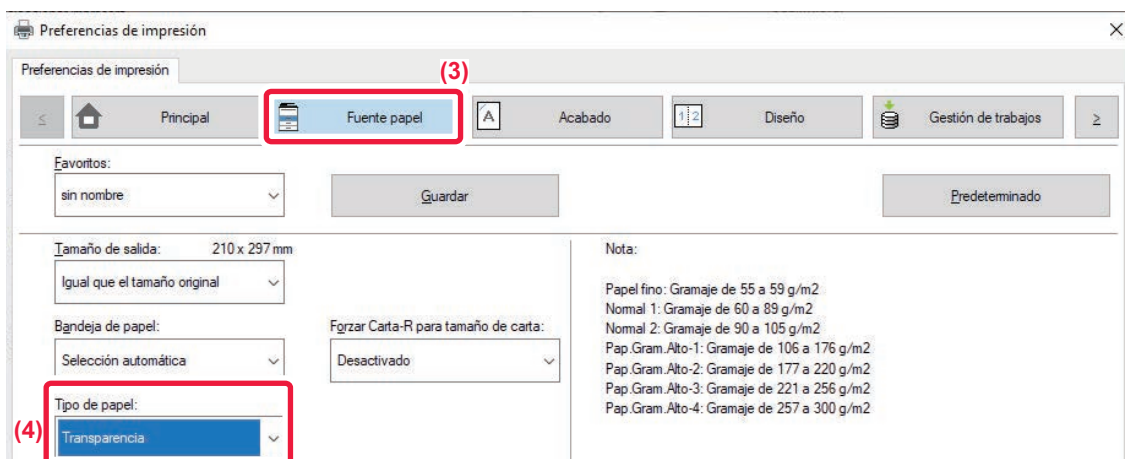 Preferencias de impresión
Preferencias de impresión
(3)
< Principal Fuente papel A Acabado 1 2 Diseño Gestión de trabajos >
Favoritos:
sin nombre Guardar Predeterminado
Tamaño de salida: 210 x 297 mm Nota:
Igual que el tamaño original
Papel fino: Gramaje de 55 a 59 g/m2
Normal 1: Gramaje de 60 a 89 g/m2
Bandeja de papel: Forzar Carta-R para tamaño de carta: Normal 2: Gramaje de 90 a 105 g/m2
Pap.Gram.Alto-1: Gramaje de 106 a 176 g/m2
Selección automática Desactivado Pap.Gram.Alto-2: Gramaje de 177 a 220 g/m2
Pap.Gram.Alto-3: Gramaje de 221 a 256 g/m2
Tipo de papel: Pap.Gram.Alto-4: Gramaje de 257 a 300 g/m2
(4) Transparencia